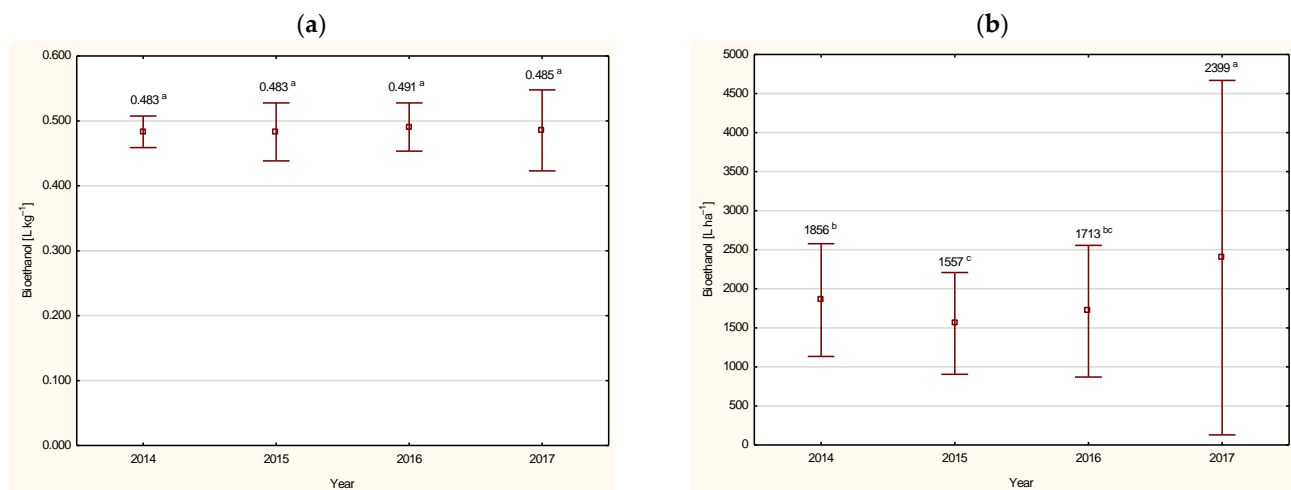 (a)
0.600
0.500
0.400
0.300
0.200
0.100
0.000
Bioethanol [L kg⁻¹]
0.483 ᵃ
0.483 ᵃ
0.491 ᵃ
0.485 ᵃ
2014
2015
2016
2017
Year
(b)
5000
4500
4000
3500
3000
2500
2000
1500
1000
500
0
Bioethanol [L ha⁻¹]
1856 ᵇ
1557 ᶜ
1713 ᵇᶜ
2399 ᵃ
2014
2015
2016
2017
Year